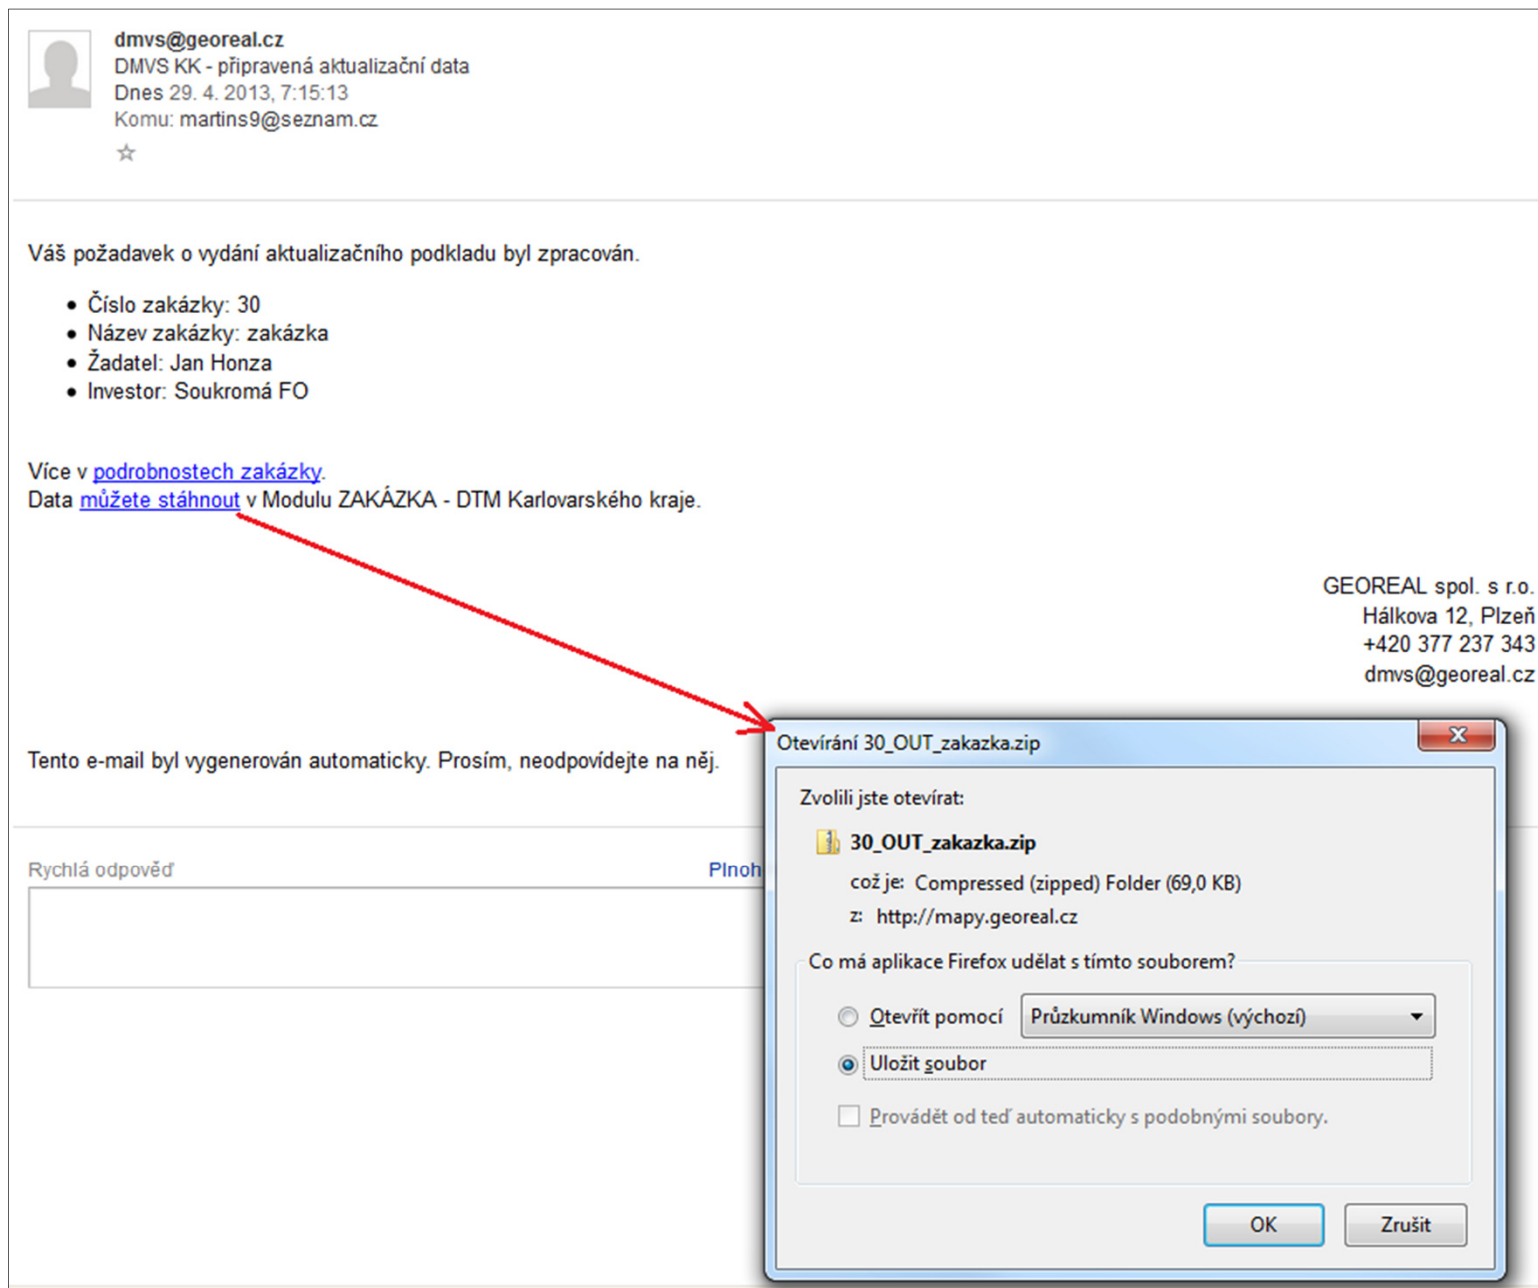 dmvs@georeal.cz
DMVS KK - připravená aktualizační data
Dnes 29. 4. 2013, 7:15:13
Komu: martins9@seznam.cz
Váš požadavek o vydání aktualizačního podkladu byl zpracován.
• Číslo zakázky: 30
• Název zakázky: zakázka
• Žadatel: Jan Honza
• Investor: Soukromá FO
Více v podrobnostech zakázky.
Data můžete stáhnout v Modulu ZAKÁZKA - DTM Karlovarského kraje.
GEOREAL spol. s r.o.
Hálkova 12, Plzeň
+420 377 237 343
dmvs@georeal.cz
Tento e-mail byl vygenerován automaticky. Prosím, neodpovídejte na něj.
Rychlá odpověď
Plnoh
Otevírání 30_OUT_zakazka.zip
Zvolili jste otevírat:
30_OUT_zakazka.zip
což je: Compressed (zipped) Folder (69,0 KB)
z: http://mapy.georeal.cz
Co má aplikace Firefox udělat s tímto souborem?
Otevřít pomocí Průzkumník Windows (výchozí)
Uložit soubor
Provádět od teď automaticky s podobnými soubory.
OK Zrušit